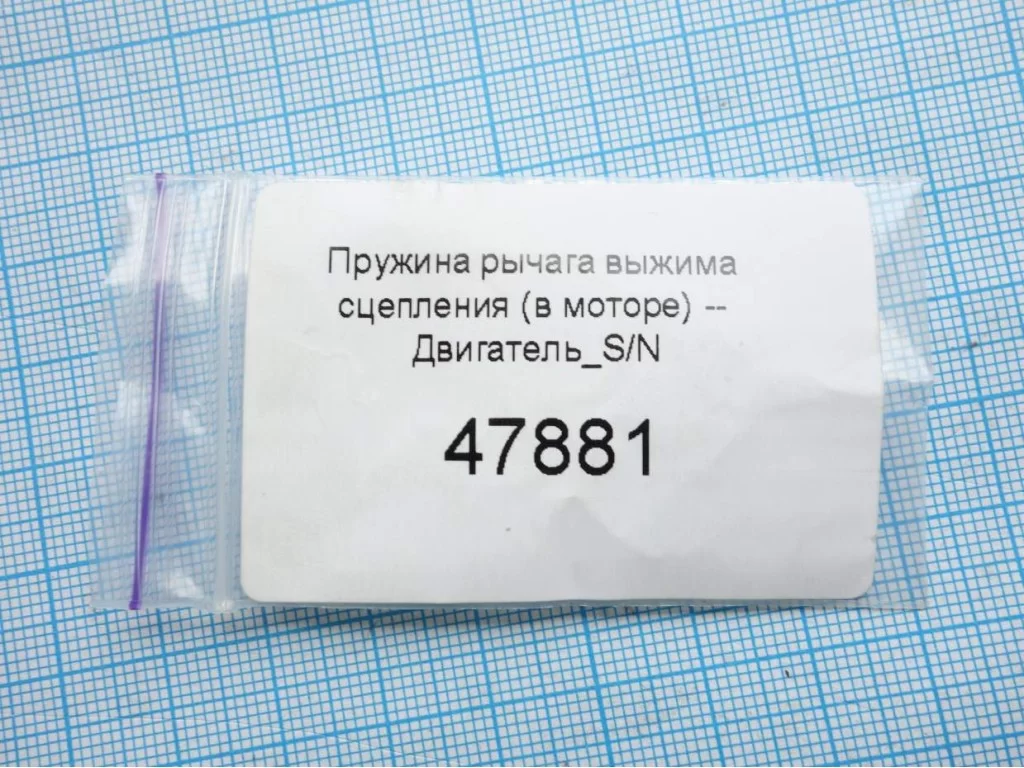 Пружина рычага выжима
сцепления (в моторе) --
Двигатель_S/N
47881